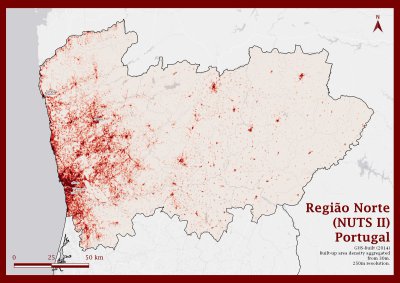 N
Região Norte
(NUTS II)
Portugal
GHS-Built (2014)
Built-up area density aggregated
from 30m.
250m resolution.
0 25 50 km